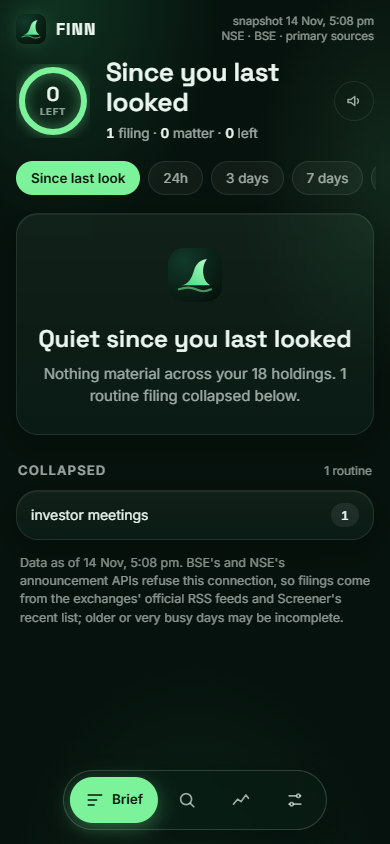 FINN
snapshot 14 Nov, 5:08 pm
NSE · BSE · primary sources
0
LEFT
Since you last
looked
1 filing · 0 matter · 0 left
Since last look
24h
3 days
7 days
Quiet since you last looked
Nothing material across your 18 holdings. 1
routine filing collapsed below.
COLLAPSED
1 routine
investor meetings
1
Data as of 14 Nov, 5:08 pm. BSE's and NSE's
announcement APIs refuse this connection, so filings come
from the exchanges' official RSS feeds and Screener's
recent list; older or very busy days may be incomplete.
Brief